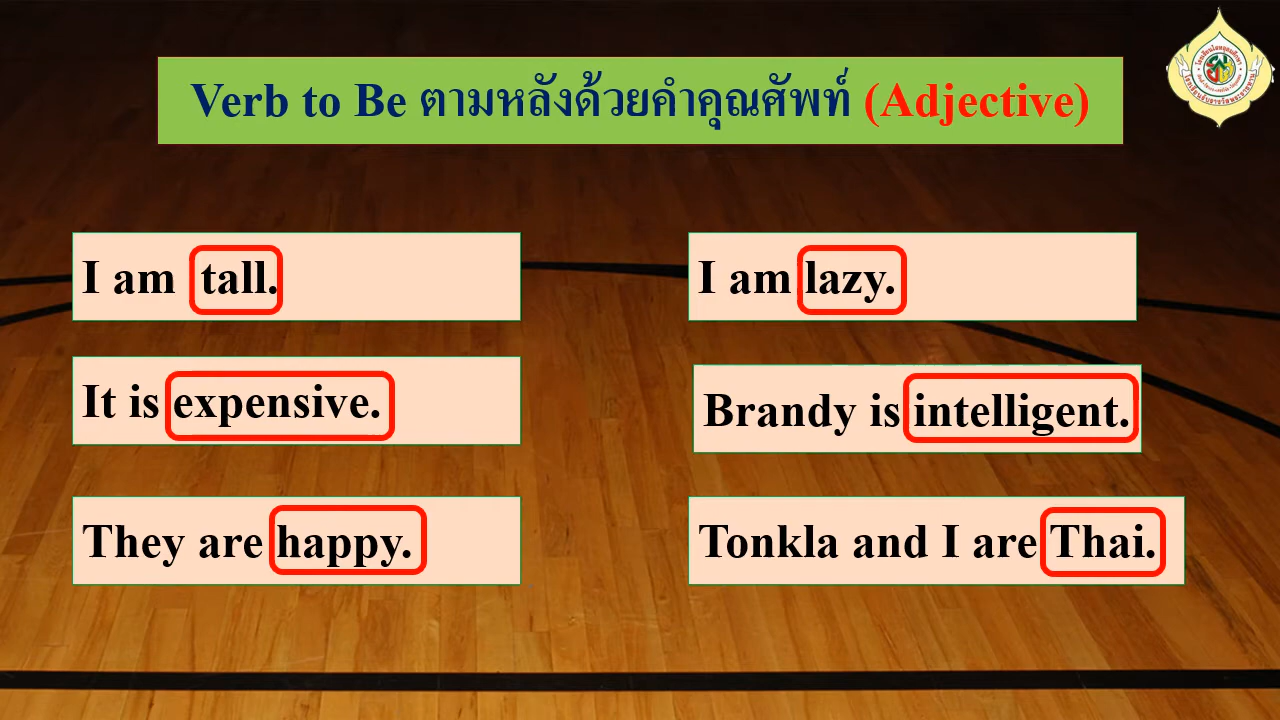 Verb to Be ตามหลังด้วยคำคุณศัพท์ (Adjective)
I am tall.
I am lazy.
It is expensive.
Brandy is intelligent.
They are happy.
Tonkla and I are Thai.